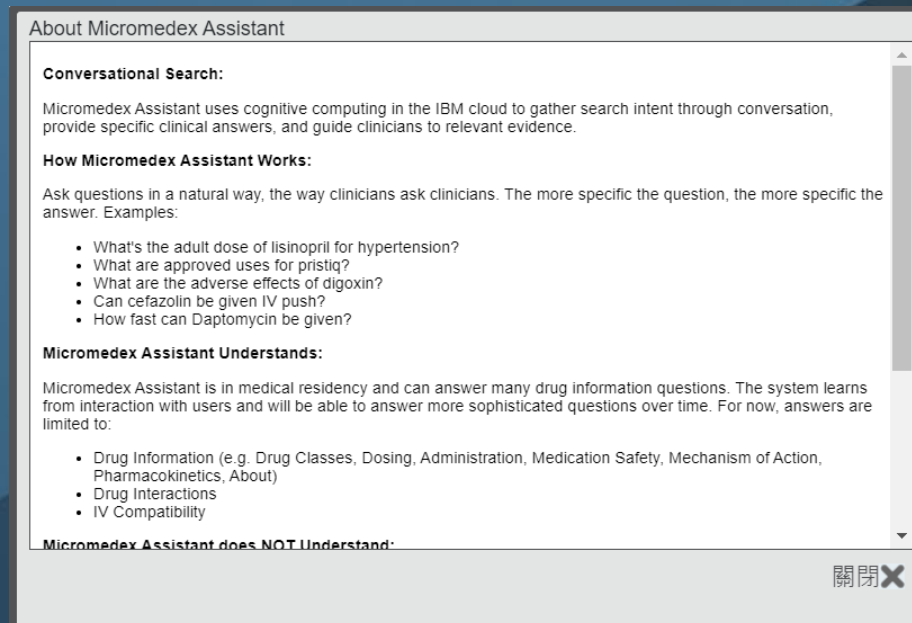 About Micromedex Assistant
Conversational Search:
Micromedex Assistant uses cognitive computing in the IBM cloud to gather search intent through conversation,
provide specific clinical answers, and guide clinicians to relevant evidence.
How Micromedex Assistant Works:
Ask questions in a natural way, the way clinicians ask clinicians. The more specific the question, the more specific the
answer. Examples:
• What's the adult dose of lisinopril for hypertension?
• What are approved uses for pristiq?
• What are the adverse effects of digoxin?
• Can cefazolin be given IV push?
• How fast can Daptomycin be given?
Micromedex Assistant Understands:
Micromedex Assistant is in medical residency and can answer many drug information questions. The system learns
from interaction with users and will be able to answer more sophisticated questions over time. For now, answers are
limited to:
• Drug Information (e.g. Drug Classes, Dosing, Administration, Medication Safety, Mechanism of Action,
Pharmacokinetics, About)
• Drug Interactions
• IV Compatibility
Micromedex Assistant does NOT Understand:
關閉